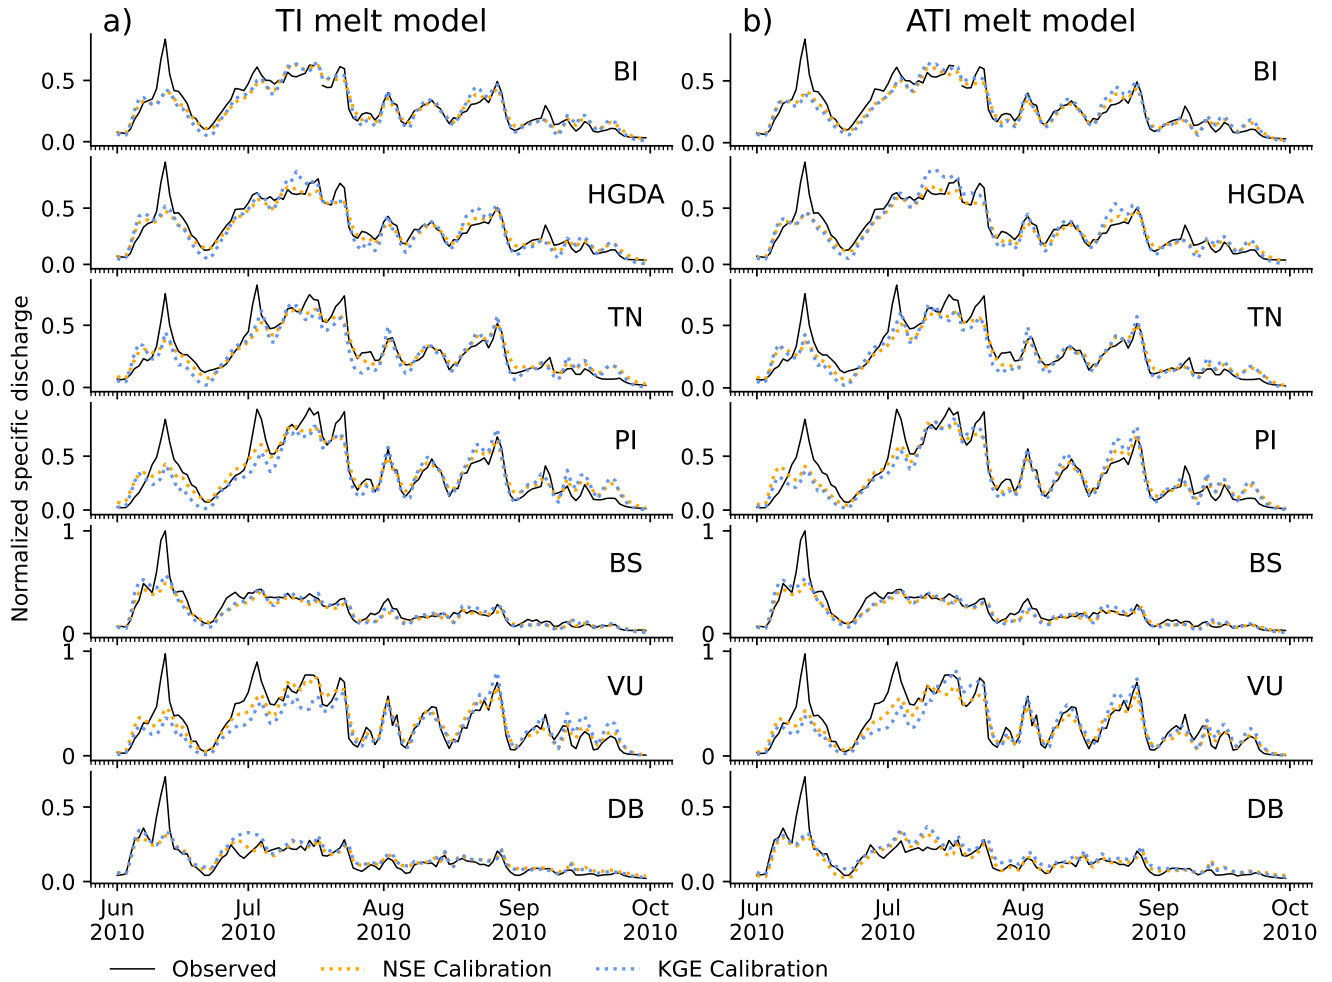 a) TI melt model
b) ATI melt model
Normalized specific discharge
0.5 BI
0.0
0.5 BI
0.0
0.5 HGDA
0.0
0.5 HGDA
0.0
0.5 TN
0.0
0.5 TN
0.0
0.5 PI
0.0
0.5 PI
0.0
1
BS
0
1
BS
0
1
VU
0
1
VU
0
0.5 DB
0.0
0.5 DB
0.0
Jun Jul Aug Sep Oct
2010 2010 2010 2010 2010
Jun Jul Aug Sep Oct
2010 2010 2010 2010 2010
Observed NSE Calibration KGE Calibration